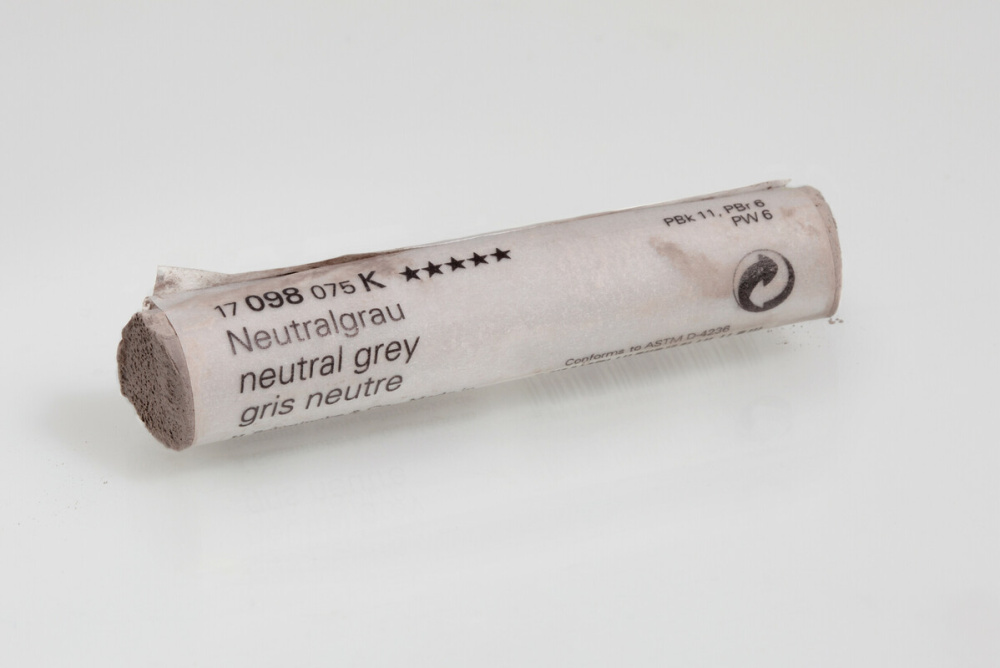 17 098 075 K ★★★★★
Neutralgrau
neutral grey
gris neutre
PBk 11, PBr 6
PW 6
Conforms to ASTM D-4236